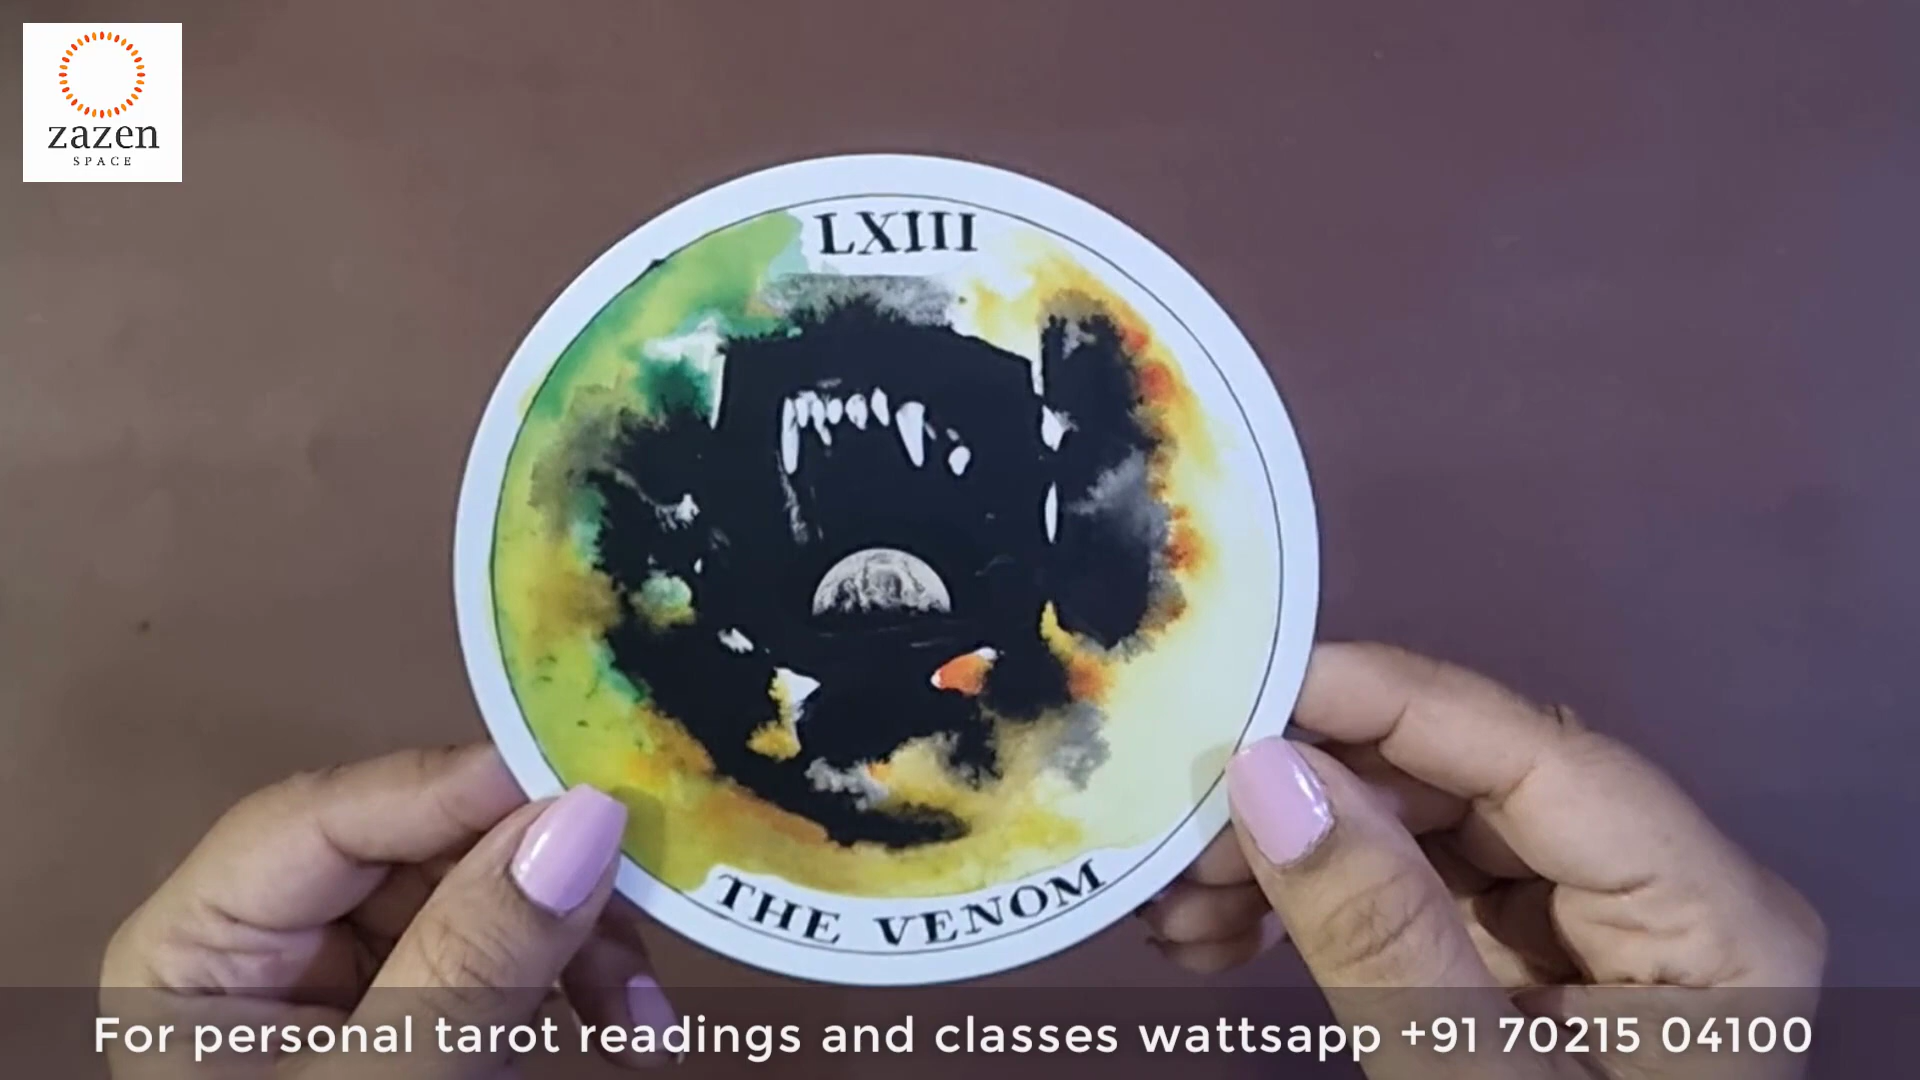 zazen
SPACE
LXIII
THE VENOM
For personal tarot readings and classes wattsapp +91 70215 04100